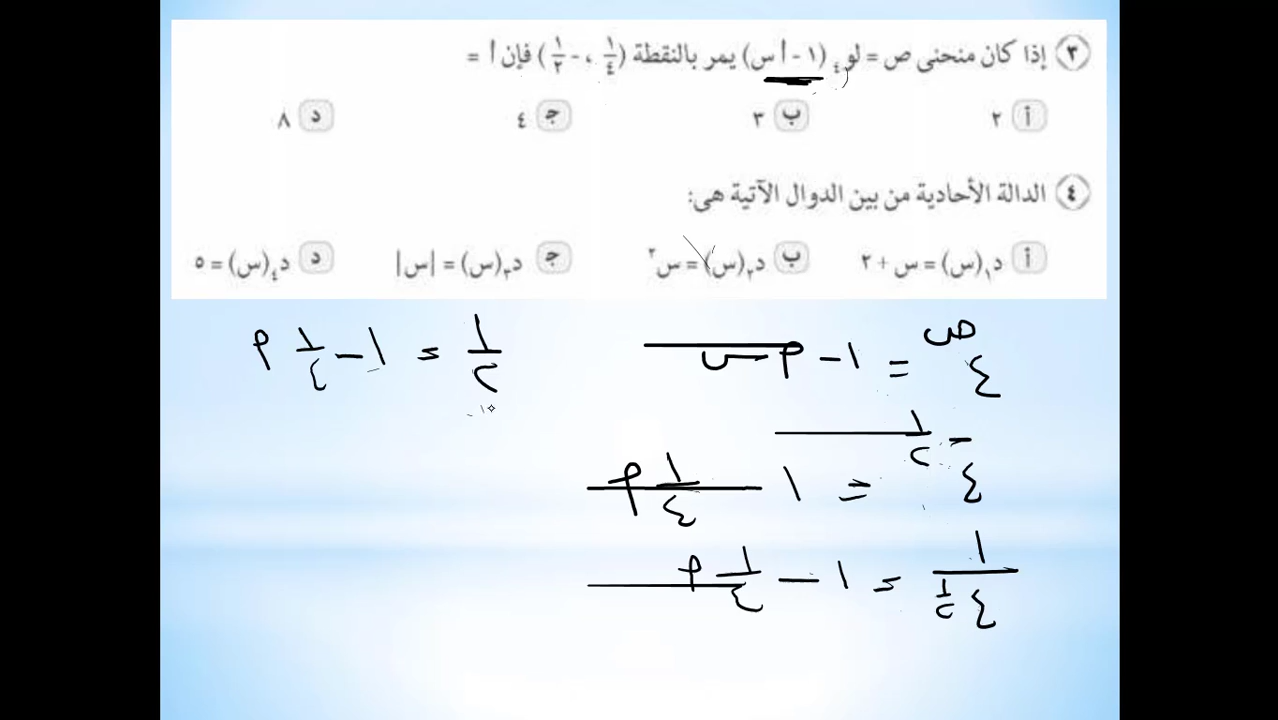 ٣ إذا كان منحنى ص = لو٤ (١ - أ س) يمر بالنقطة (١/٤ ، -١/٢) فإن أ =
أ ٢ ب ٣ ج ٤ د ٨
٤ الدالة الأحادية من بين الدوال الآتية هى:
أ د١(س) = س + ٢ ب د٢(س) = س٢ ج د٣(س) = |س| د د٤(س) = ٥
٤^ص = ١ - م س
٤^(-١/٢) = ١ ١/٤ م
١/٤^(١/٢) = ١ - ١/٤ م
١/٢ = ١ - ١/٤ م